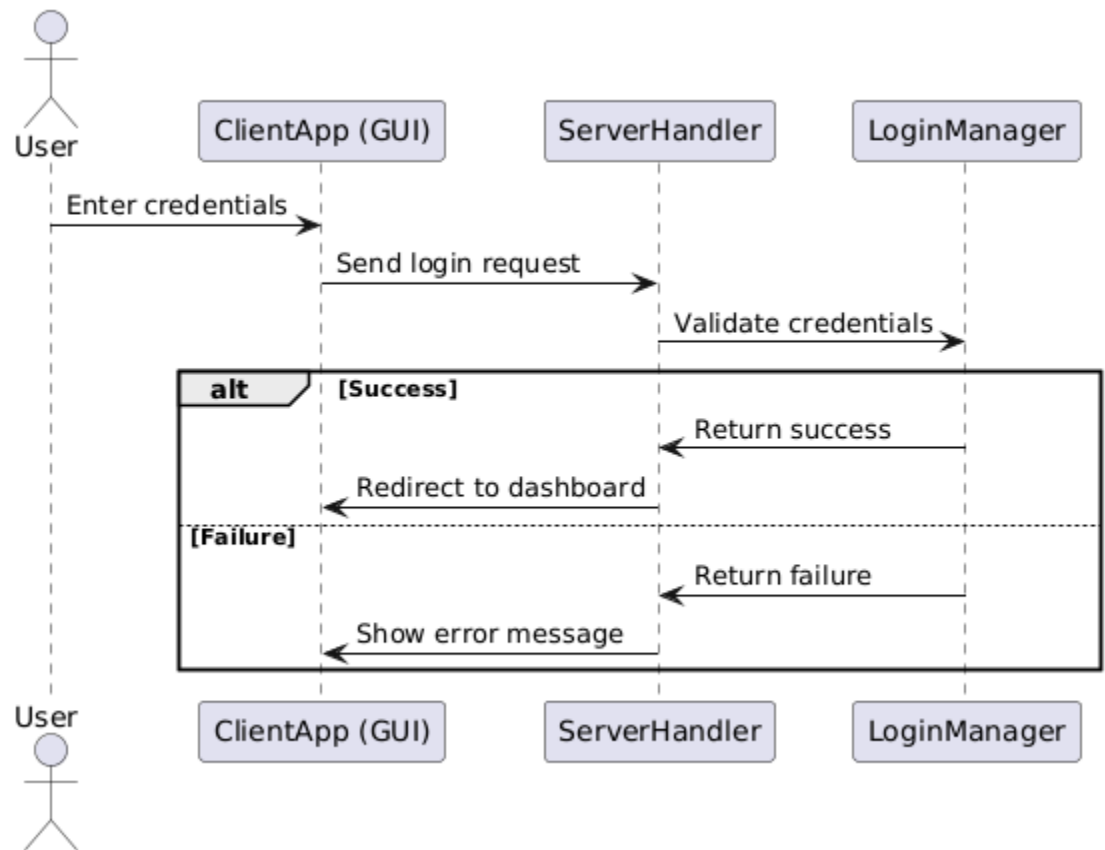 User
ClientApp (GUI)
ServerHandler
LoginManager
Enter credentials
Send login request
Validate credentials
alt
[Success]
Return success
Redirect to dashboard
[Failure]
Return failure
Show error message
User
ClientApp (GUI)
ServerHandler
LoginManager